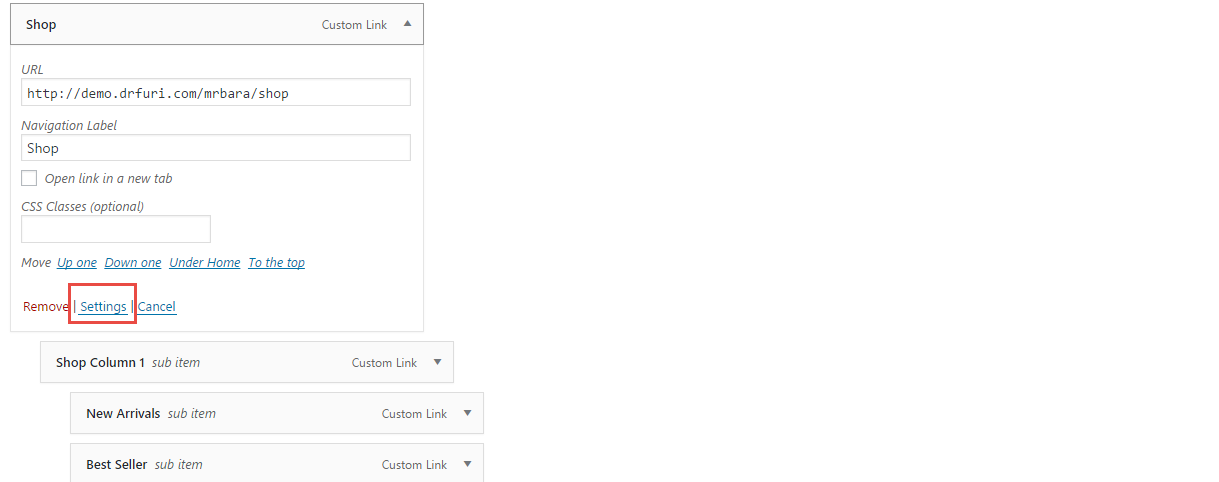 Shop Custom Link
URL
http://demo.drfuri.com/mrbara/shop
Navigation Label
Shop
Open link in a new tab
CSS Classes (optional)
Move Up one Down one Under Home To the top
Remove | Settings | Cancel
Shop Column 1 sub item Custom Link
New Arrivals sub item Custom Link
Best Seller sub item Custom Link